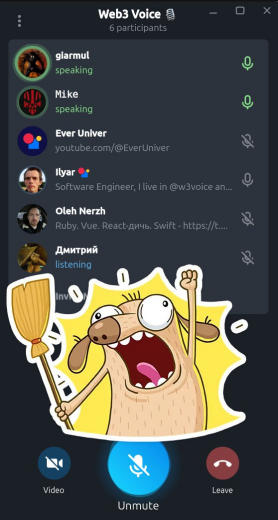 Web3 Voice 🎙
6 participants
giarmul
speaking
Mike
speaking
Ever Univer
youtube.com/@EverUniver
Ilyar
Software Engineer, I live in @w3voice an...
Oleh Nerzh
Ruby. Vue. React-дичь. Swift - https://t....
Дмитрий
listening
Inv
Video
Leave
Unmute